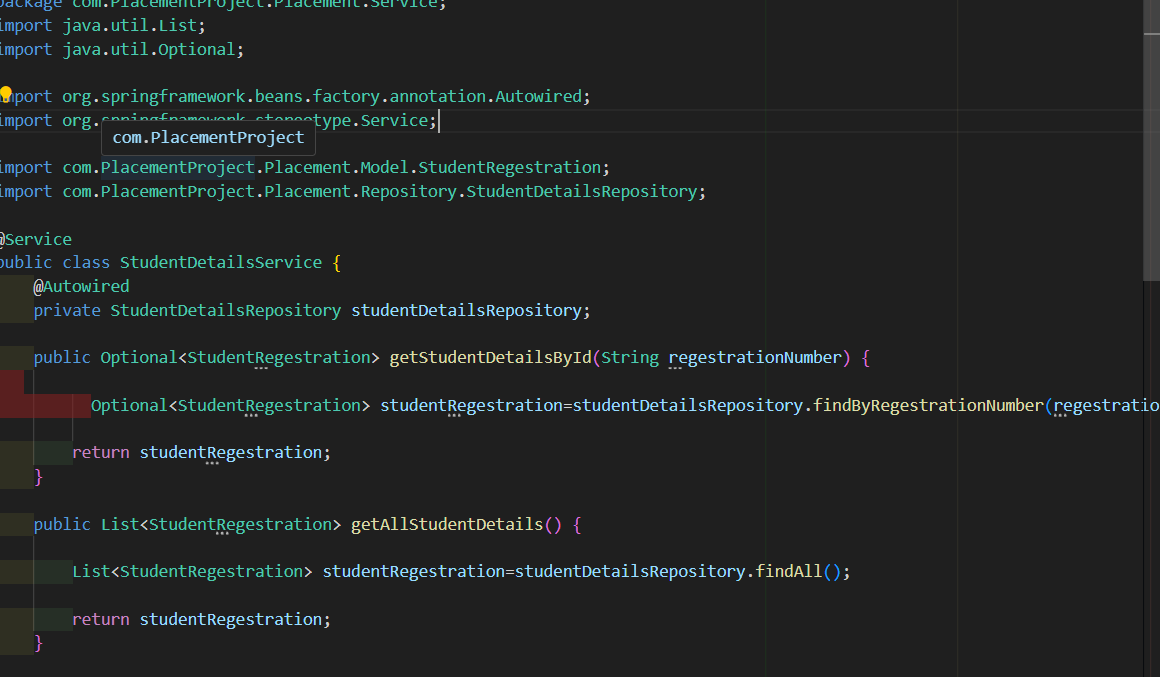 package com.PlacementProject.Placement.Service;
import java.util.List;
import java.util.Optional;
import org.springframework.beans.factory.annotation.Autowired;
import org.springframework.stereotype.Service;
com.PlacementProject
import com.PlacementProject.Placement.Model.StudentRegestration;
import com.PlacementProject.Placement.Repository.StudentDetailsRepository;
@Service
public class StudentDetailsService {
@Autowired
private StudentDetailsRepository studentDetailsRepository;
public Optional<StudentRegestration> getStudentDetailsById(String regestrationNumber) {
Optional<StudentRegestration> studentRegestration=studentDetailsRepository.findByRegestrationNumber(regestratio
return studentRegestration;
}
public List<StudentRegestration> getAllStudentDetails() {
List<StudentRegestration> studentRegestration=studentDetailsRepository.findAll();
return studentRegestration;
}